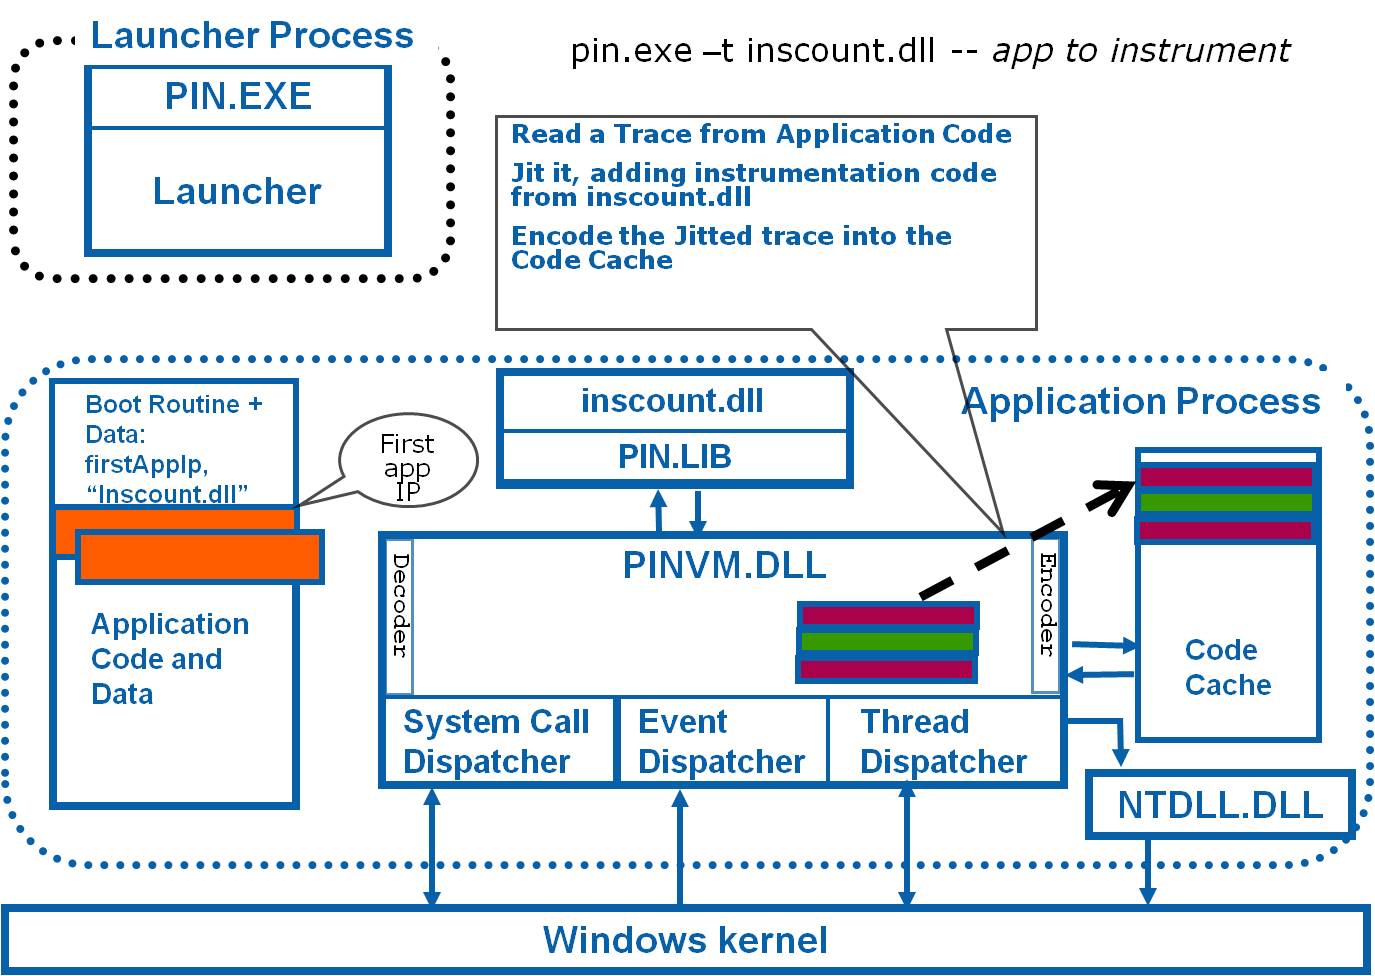 Launcher Process
pin.exe –t inscount.dll -- app to instrument
PIN.EXE
Launcher
Read a Trace from Application Code
Jit it, adding instrumentation code
from inscount.dll
Encode the Jitted trace into the
Code Cache
Application Process
Boot Routine +
Data:
firstAppIp,
“Inscount.dll”
First
app
IP
inscount.dll
PIN.LIB
Decoder
PINVM.DLL
Encoder
Application
Code and
Data
Code
Cache
System Call
Dispatcher
Event
Dispatcher
Thread
Dispatcher
NTDLL.DLL
Windows kernel